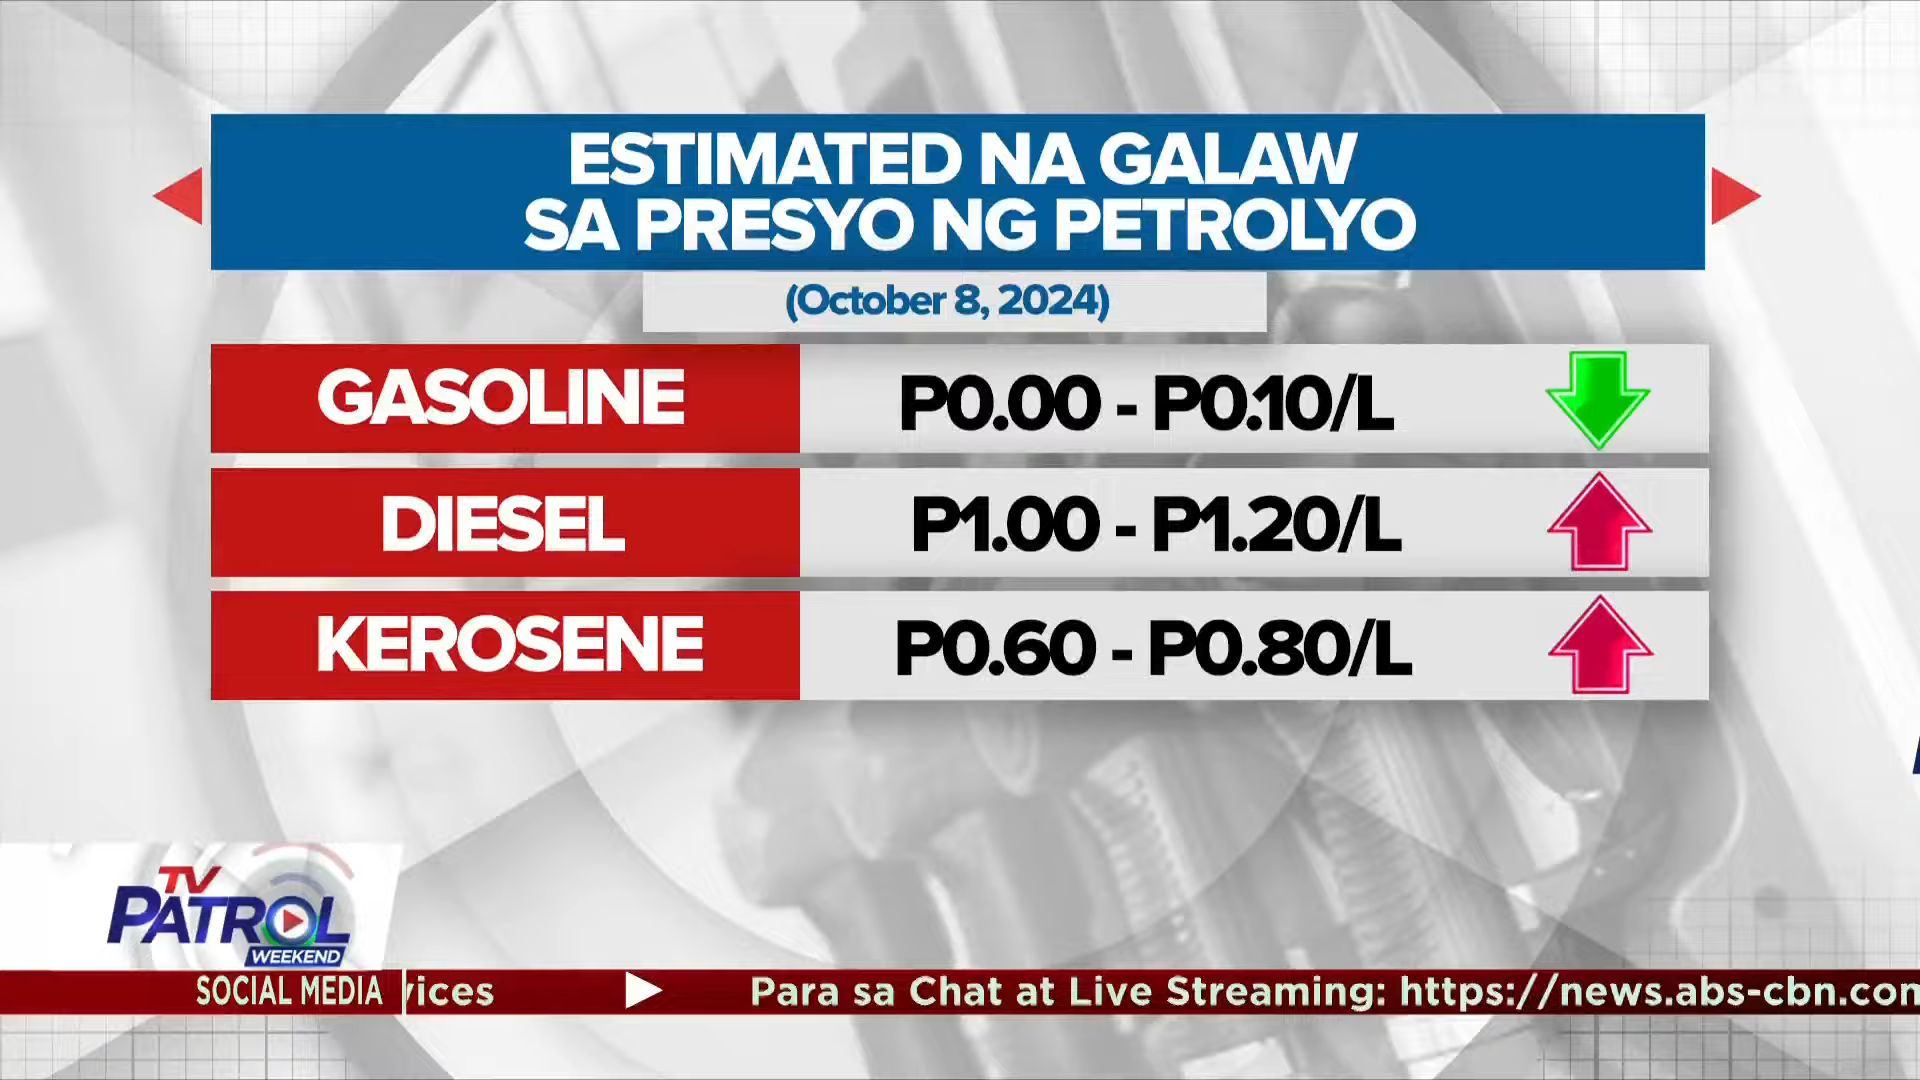 ESTIMATED NA GALAW
SA PRESYO NG PETROLYO
(October 8, 2024)
GASOLINE P0.00 - P0.10/L
DIESEL P1.00 - P1.20/L
KEROSENE P0.60 - P0.80/L
TV
PATROL
WEEKEND
SOCIAL MEDIA vices Para sa Chat at Live Streaming: https://news.abs-cbn.com